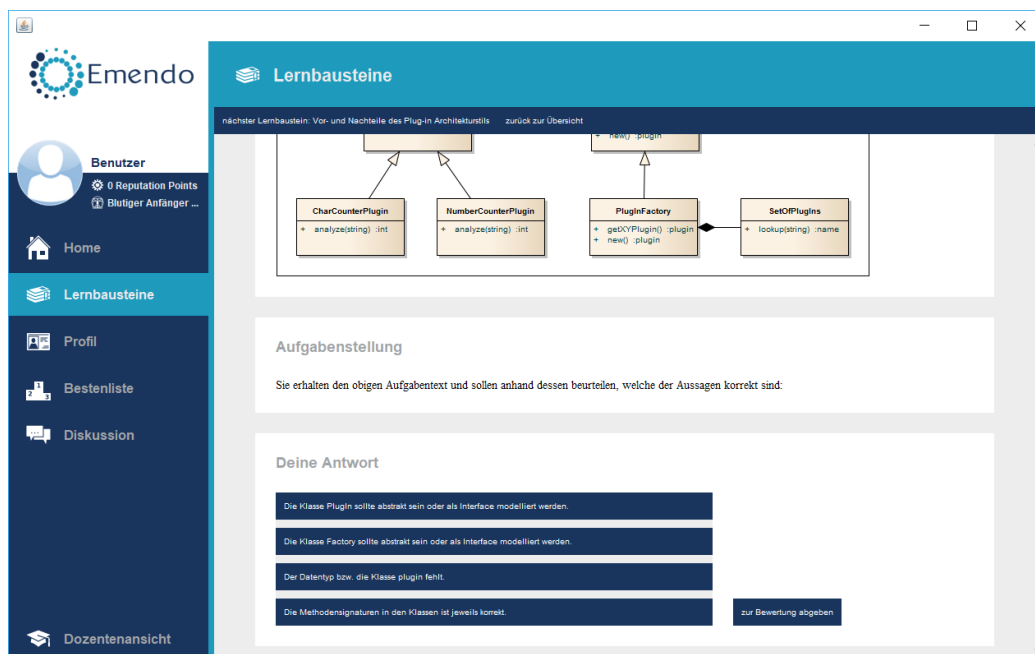 Emendo
Lernbausteine
nächster Lernbaustein: Vor- und Nachteile des Plug-in Architekturstils zurück zur Übersicht
Benutzer
0 Reputation Points
Blutiger Anfänger ...
Home
Lernbausteine
Profil
Bestenliste
Diskussion
Dozentenansicht
+ new() :plugin
CharCounterPlugin
+ analyze(string) :int
NumberCounterPlugin
+ analyze(string) :int
PlugInFactory
+ getXYPlugin() :plugin
+ new() :plugin
SetOfPlugIns
+ lookup(string) :name
Aufgabenstellung
Sie erhalten den obigen Aufgabentext und sollen anhand dessen beurteilen, welche der Aussagen korrekt sind:
Deine Antwort
Die Klasse PlugIn sollte abstrakt sein oder als Interface modelliert werden.
Die Klasse Factory sollte abstrakt sein oder als Interface modelliert werden.
Der Datentyp bzw. die Klasse plugin fehlt.
Die Methodensignaturen in den Klassen ist jeweils korrekt.
zur Bewertung abgeben